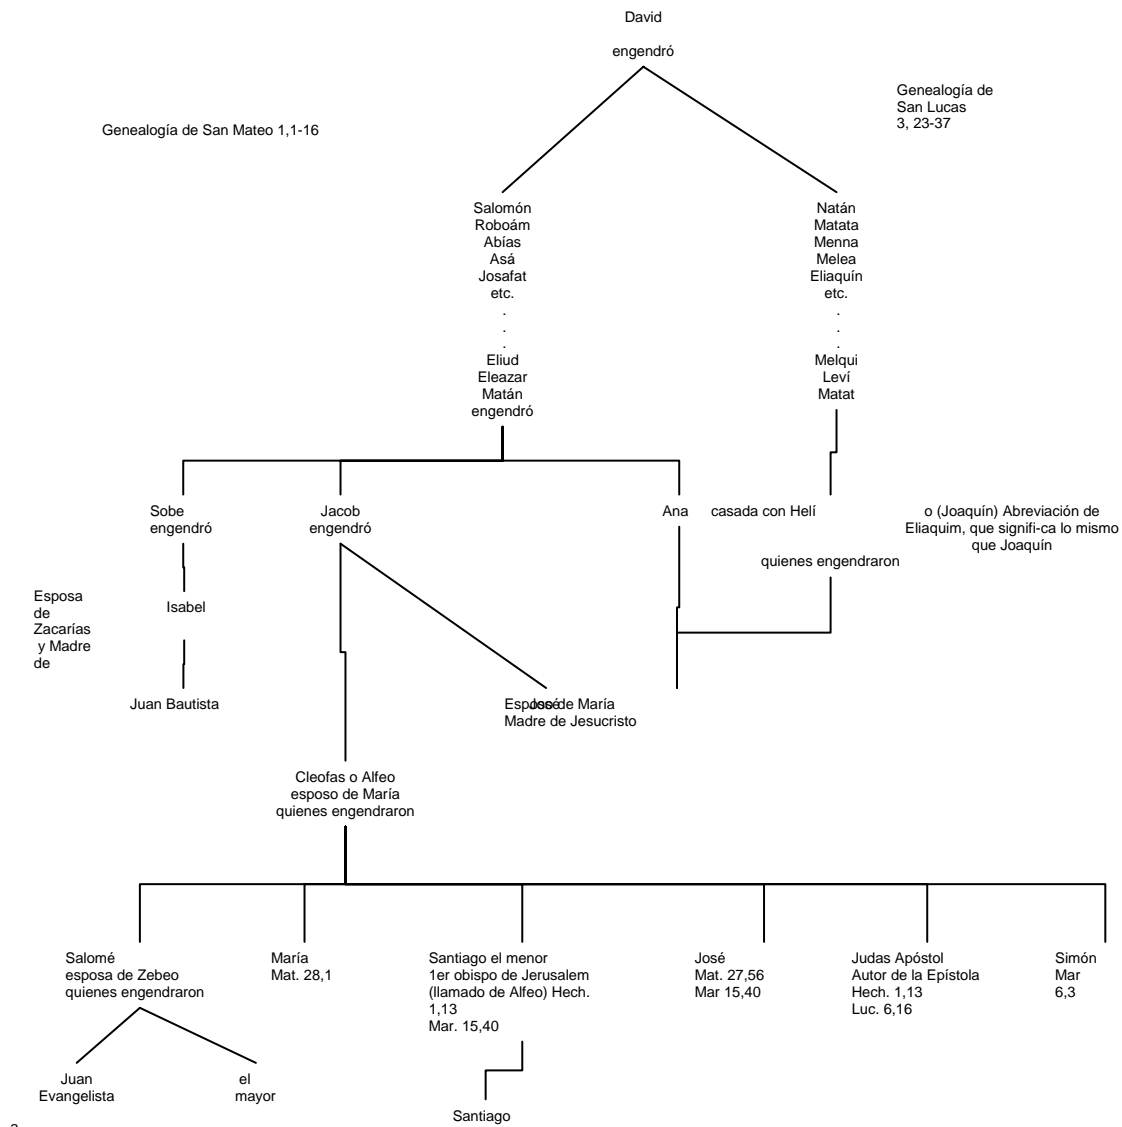 David
engendró
Genealogía de
San Lucas
3, 23-37
Genealogía de San Mateo 1,1-16
Salomón
Roboám
Abías
Asá
Josafat
etc.
.
.
.
Eliud
Eleazar
Matán
engendró
Natán
Matata
Menna
Melea
Eliaquín
etc.
.
.
.
Melqui
Leví
Matat
Sobe
engendró
Jacob
engendró
Ana
casada con Helí
o (Joaquín) Abreviación de
Eliaquim, que signifi-ca lo mismo
que Joaquín
quienes engendraron
Esposa
de
Zacarías
y Madre
de
Isabel
Juan Bautista
José
Esposo de María
Madre de Jesucristo
Cleofas o Alfeo
esposo de María
quienes engendraron
Salomé
esposa de Zebeo
quienes engendraron
María
Mat. 28,1
Santiago el menor
1er obispo de Jerusalem
(llamado de Alfeo) Hech.
1,13
Mar. 15,40
José
Mat. 27,56
Mar 15,40
Judas Apóstol
Autor de la Epístola
Hech. 1,13
Luc. 6,16
Simón
Mar
6,3
Juan
Evangelista
el
mayor
Santiago